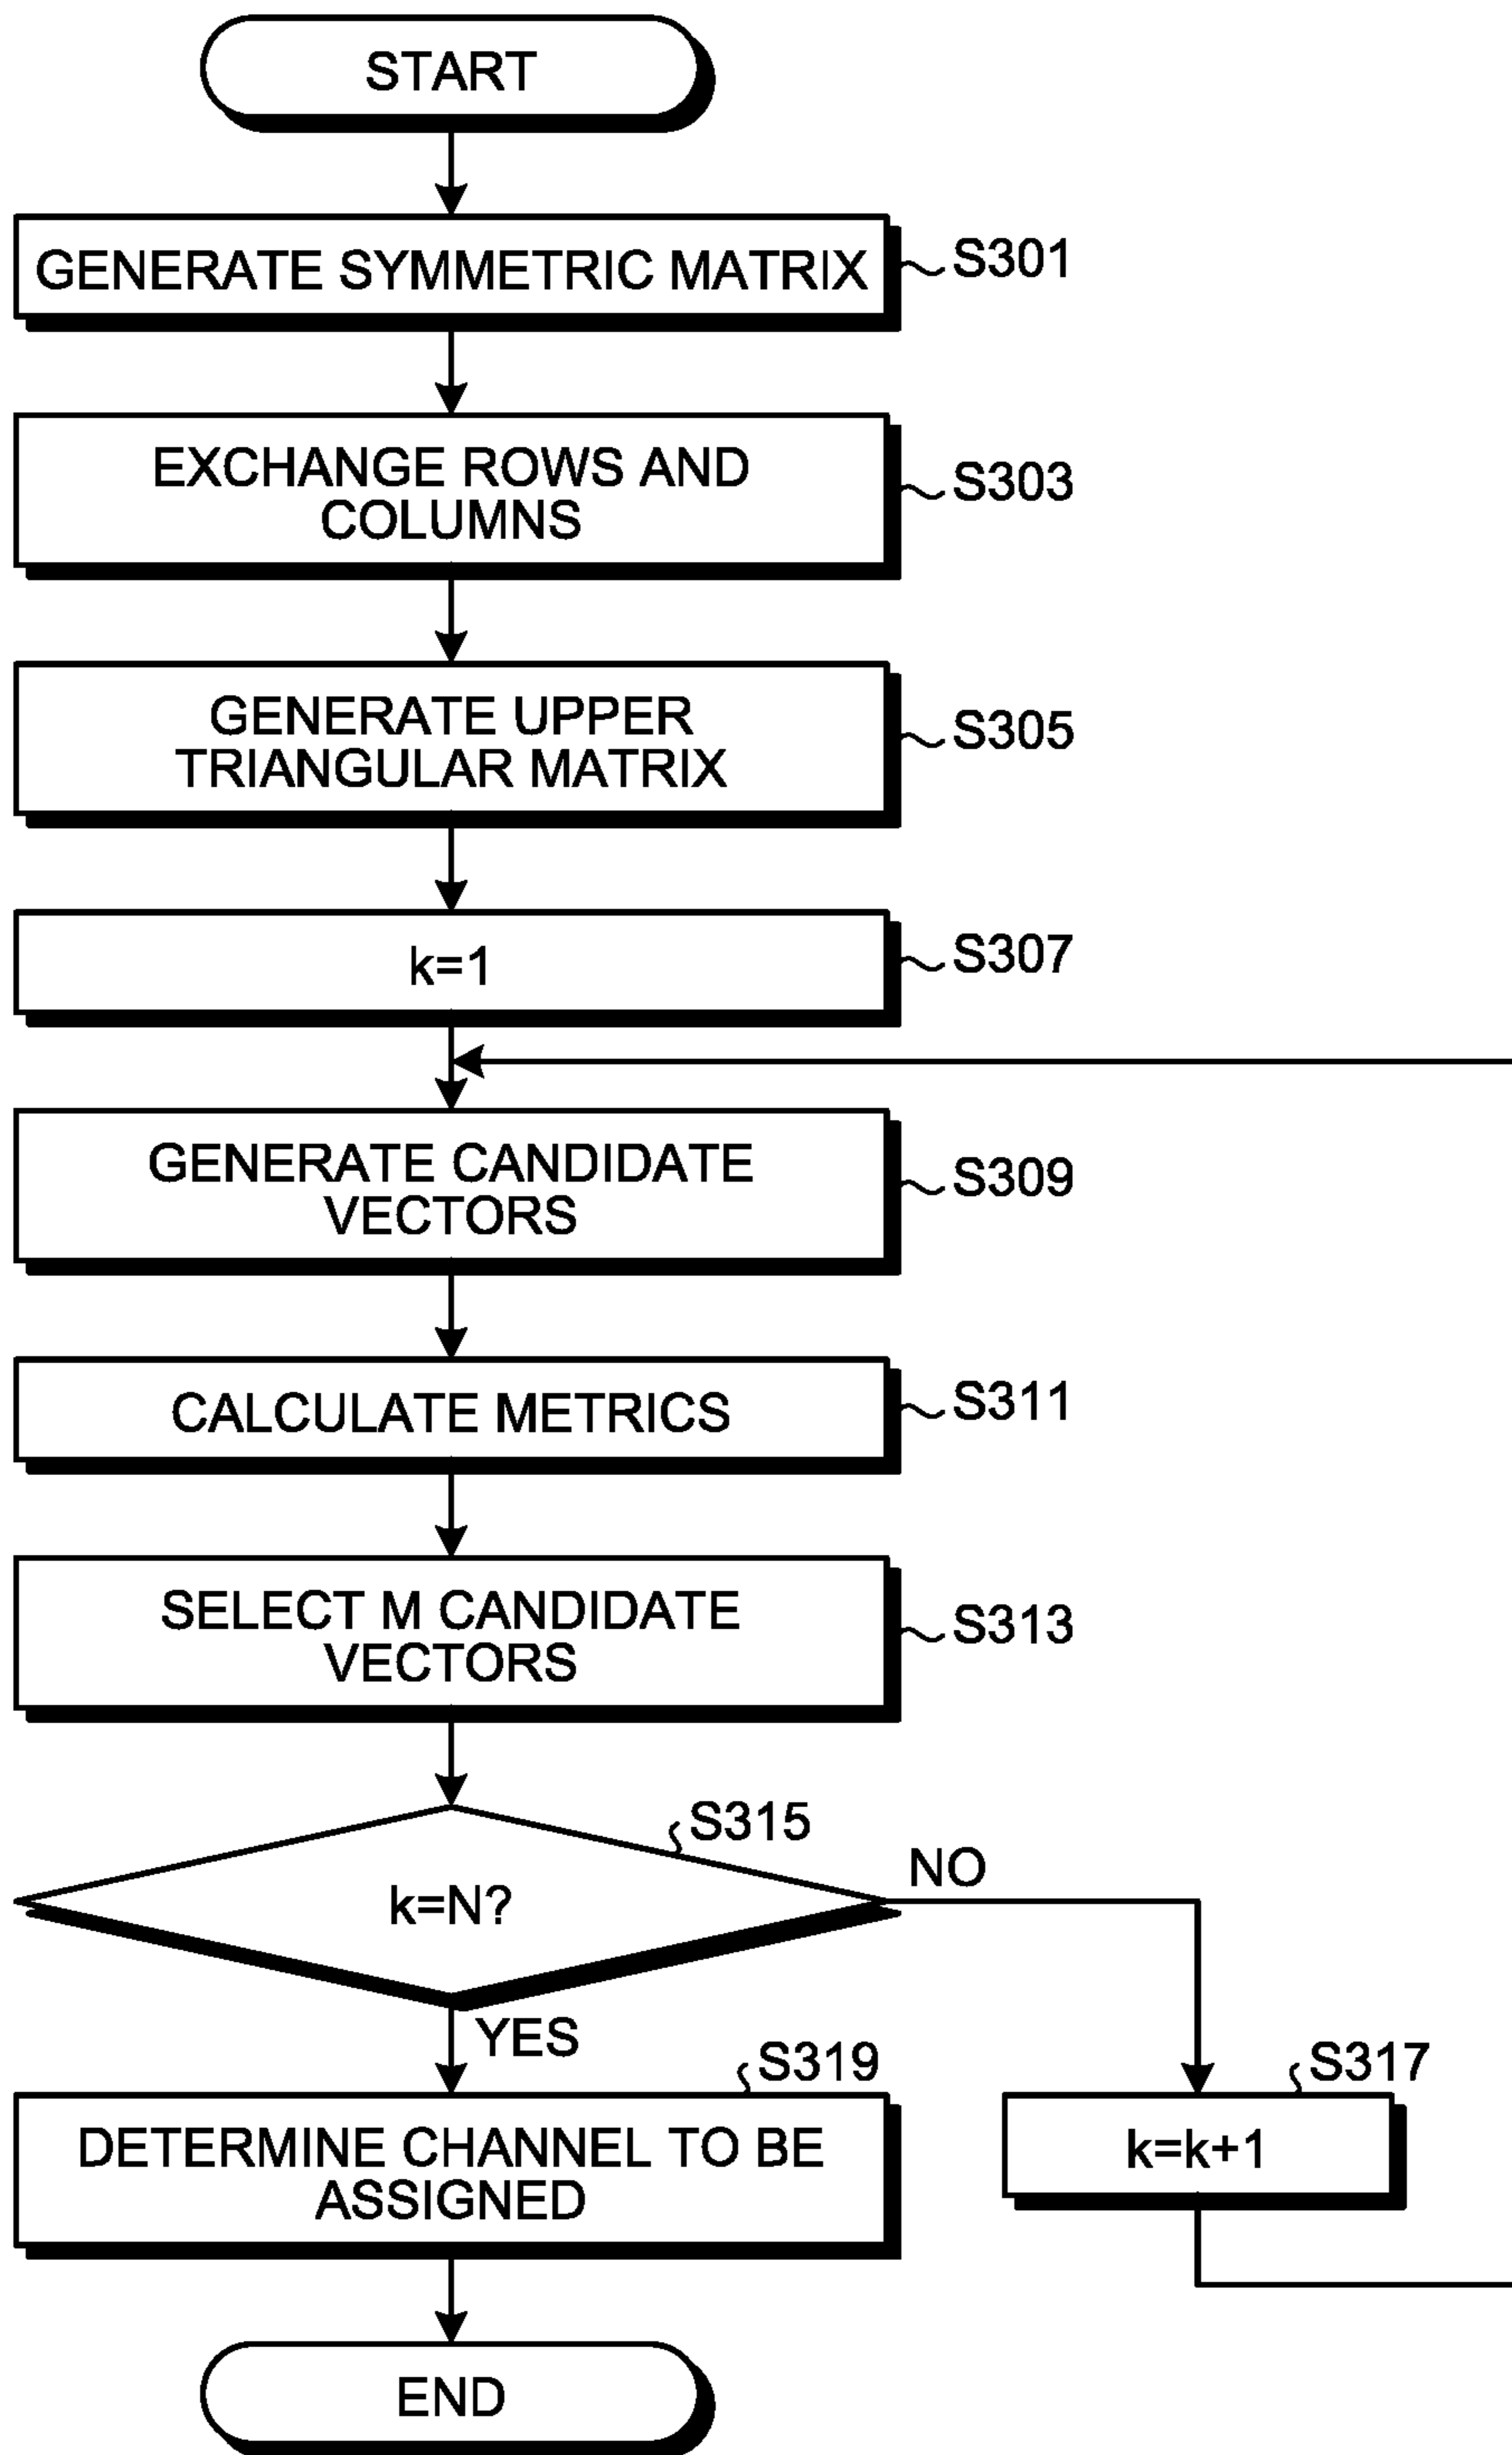 START
GENERATE SYMMETRIC MATRIX
S301
EXCHANGE ROWS AND
COLUMNS
S303
GENERATE UPPER
TRIANGULAR MATRIX
S305
k=1
S307
GENERATE CANDIDATE
VECTORS
S309
CALCULATE METRICS
S311
SELECT M CANDIDATE
VECTORS
S313
S315
k=N?
NO
YES
S319
DETERMINE CHANNEL TO BE
ASSIGNED
S317
k=k+1
END